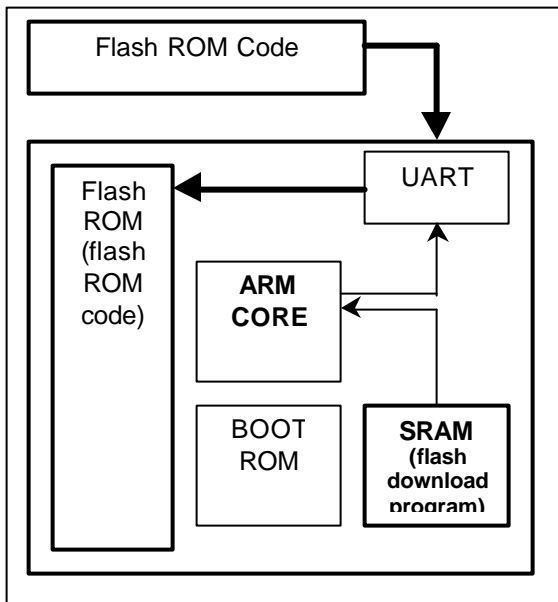 Flash ROM Code
UART
Flash
ROM
(flash
ROM
code)
ARM
CORE
BOOT
ROM
SRAM
(flash
download
program)